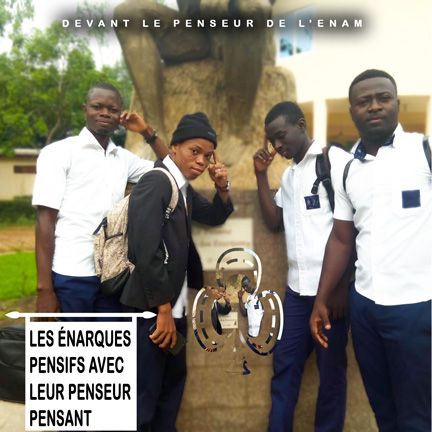 DEVANT LE PENSEUR DE L'ENAM
LES ÉNARQUES
PENSIFS AVEC
LEUR PENSEUR
PENSANT